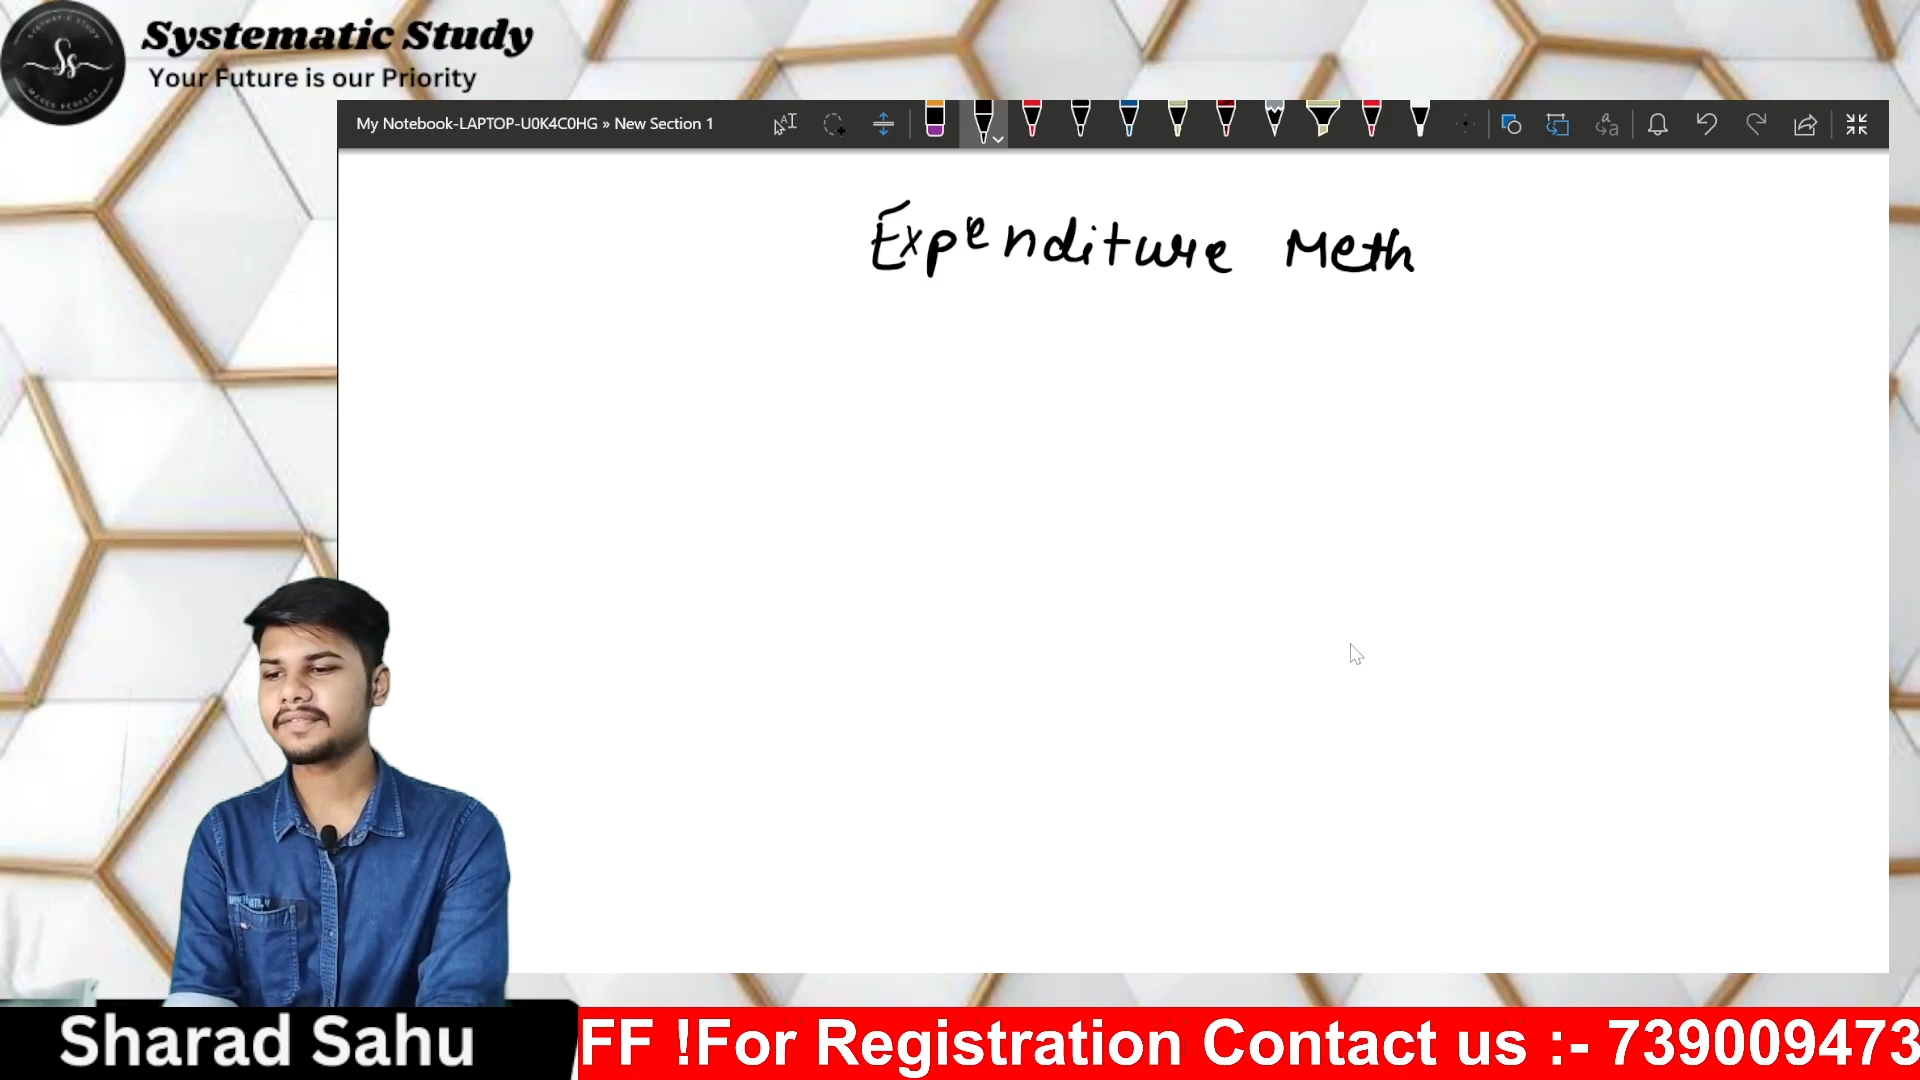 Systematic Study
Your Future is our Priority
My Notebook-LAPTOP-U0K4C0HG » New Section 1
Expenditure Meth
Sharad Sahu
FF !For Registration Contact us :- 739009473